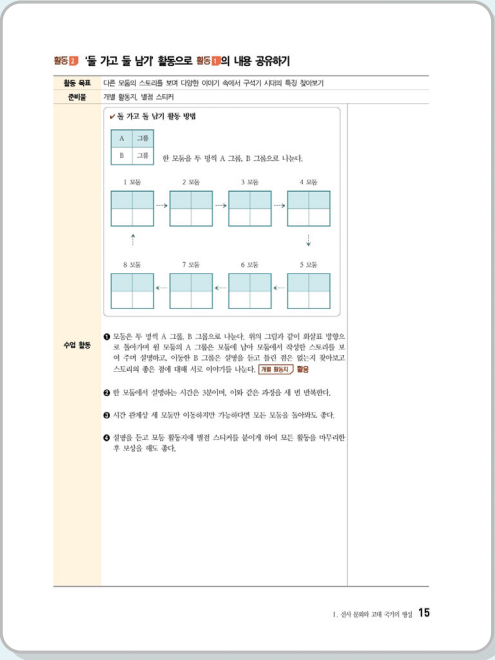 활동 2 '둘 가고 둘 남기' 활동으로 활동 1의 내용 공유하기
활동 목표
다른 모둠의 스토리를 보며 다양한 이야기 속에서 구석기 시대의 특징 찾아보기
준비물
개별 활동지, 별점 스티커
✔ 둘 가고 둘 남기 활동 방법
A 그룹
B 그룹
한 모둠을 두 명씩 A 그룹, B 그룹으로 나눈다.
1 모둠 2 모둠 3 모둠 4 모둠
8 모둠 7 모둠 6 모둠 5 모둠
수업 활동
❶ 모둠은 두 명씩 A 그룹, B 그룹으로 나눈다. 위의 그림과 같이 화살표 방향으
로 돌아가며 원 모둠의 A 그룹은 모둠에 남아 모둠에서 작성한 스토리를 보
여 주며 설명하고, 이동한 B 그룹은 설명을 듣고 틀린 점은 없는지 찾아보고
스토리의 좋은 점에 대해 서로 이야기를 나눈다. 개별 활동지 활용
❷ 한 모둠에서 설명하는 시간은 3분이며, 이와 같은 과정을 세 번 반복한다.
❸ 시간 관계상 세 모둠만 이동하지만 가능하다면 모든 모둠을 돌아봐도 좋다.
❹ 설명을 듣고 모둠 활동지에 별점 스티커를 붙이게 하여 모든 활동을 마무리한
후 보상을 해도 좋다.
Ⅰ. 선사 문화와 고대 국가의 형성 15